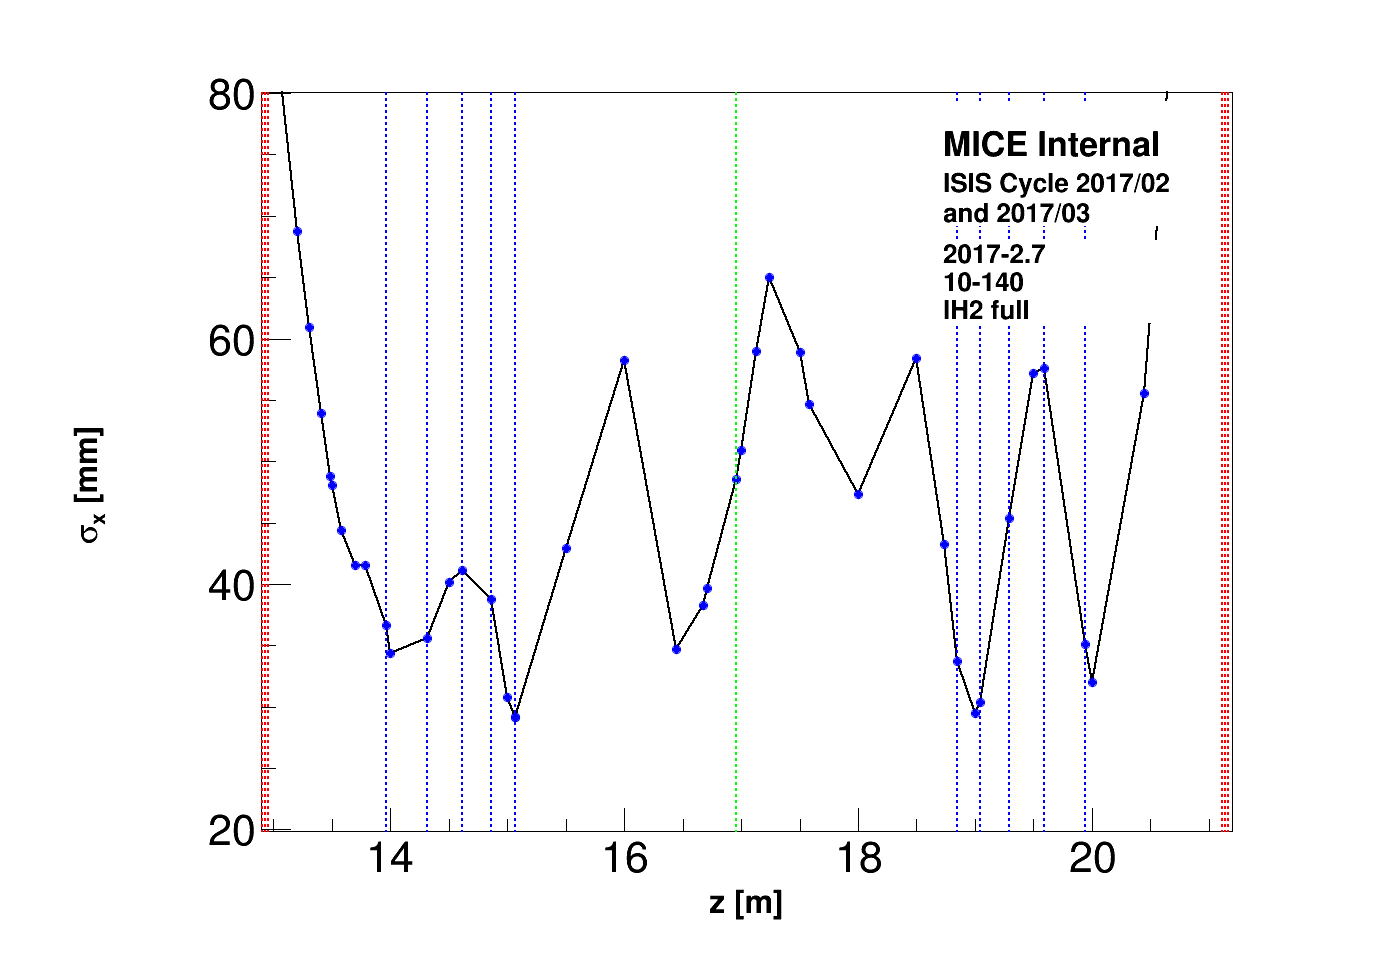 80
60
40
20
14
16
18
20
σx [mm]
z [m]
MICE Internal
ISIS Cycle 2017/02
and 2017/03
2017-2.7
10-140
lH2 full